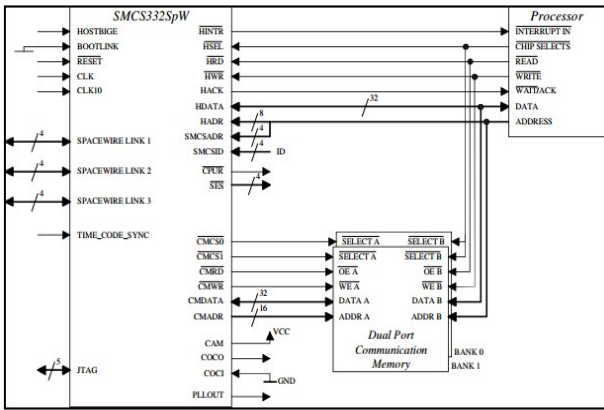 SMCS332SpW
Processor
HOSTBIGE
HINTR
INTERRUPT IN
BOOTLINK
HSEL
CHIP SELECTS
RESET
HRD
READ
CLK
HWR
WRITE
CLK10
HACK
WAIT/ACK
HDATA
32
DATA
HADR
8
ADDRESS
4
SPACEWIRE LINK 1
SMCSADR
4
SMCSID
4
ID
4
SPACEWIRE LINK 2
CPUR
SES
4
4
SPACEWIRE LINK 3
TIME_CODE_SYNC
CMCS0
SELECT A
SELECT B
CMCS1
SELECT A
SELECT B
CMRD
OE A
OE B
CMWR
WE A
WE B
CMDATA
32
DATA A
DATA B
CMADR
16
ADDR A
ADDR B
VCC
Dual Port
Communication
Memory
CAM
COCO
BANK 0
BANK 1
5
JTAG
COCI
GND
PLLOUT